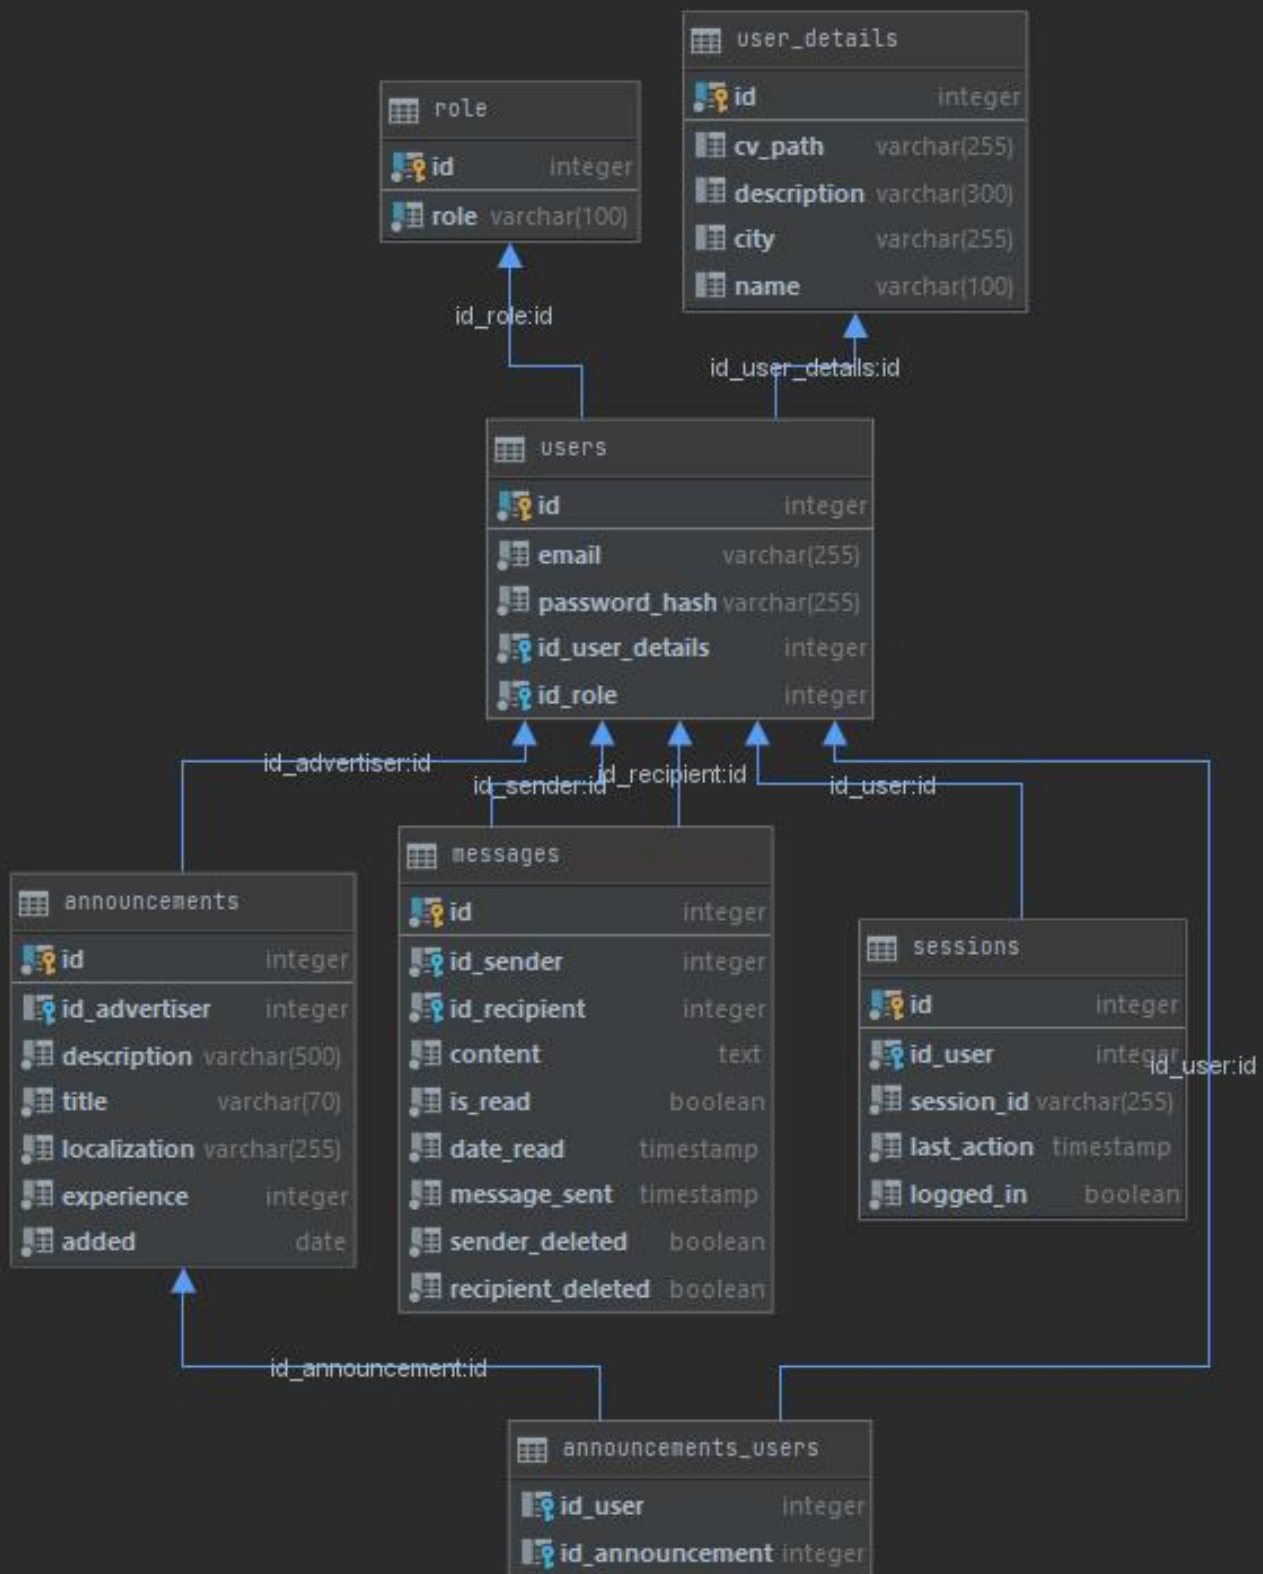 user_details
id integer
cv_path varchar(255)
description varchar(300)
city varchar(255)
name varchar(100)
role
id integer
role varchar(100)
id_role:id
id_user_details:id
users
id integer
email varchar(255)
password_hash varchar(255)
id_user_details integer
id_role integer
id_advertiser:id
id_sender:id
id_recipient:id
id_user:id
announcements
id integer
id_advertiser integer
description varchar(500)
title varchar(70)
localization varchar(255)
experience integer
added date
messages
id integer
id_sender integer
id_recipient integer
content text
is_read boolean
date_read timestamp
message_sent timestamp
sender_deleted boolean
recipient_deleted boolean
sessions
id integer
id_user integer
session_id varchar(255)
last_action timestamp
logged_in boolean
id_user:id
id_announcement:id
announcements_users
id_user integer
id_announcement integer